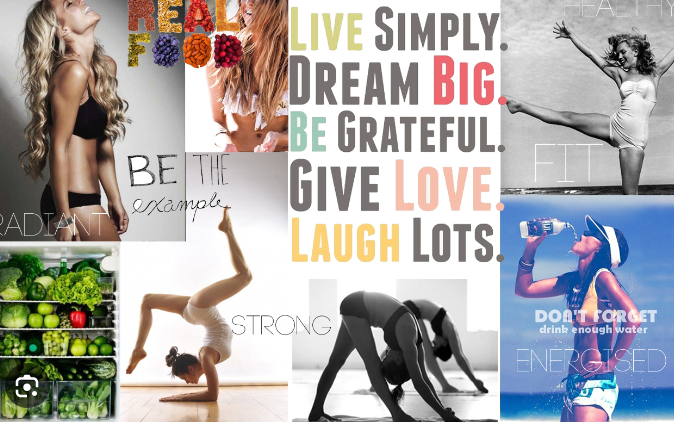 REAL
FOOD
RADIANT
BE THE
example
STRONG
LIVE SIMPLY.
DREAM BIG.
BE GRATEFUL.
GIVE LOVE.
LAUGH LOTS.
HEALTHY
FIT
DON'T FORGET
drink enough water
ENERGISED